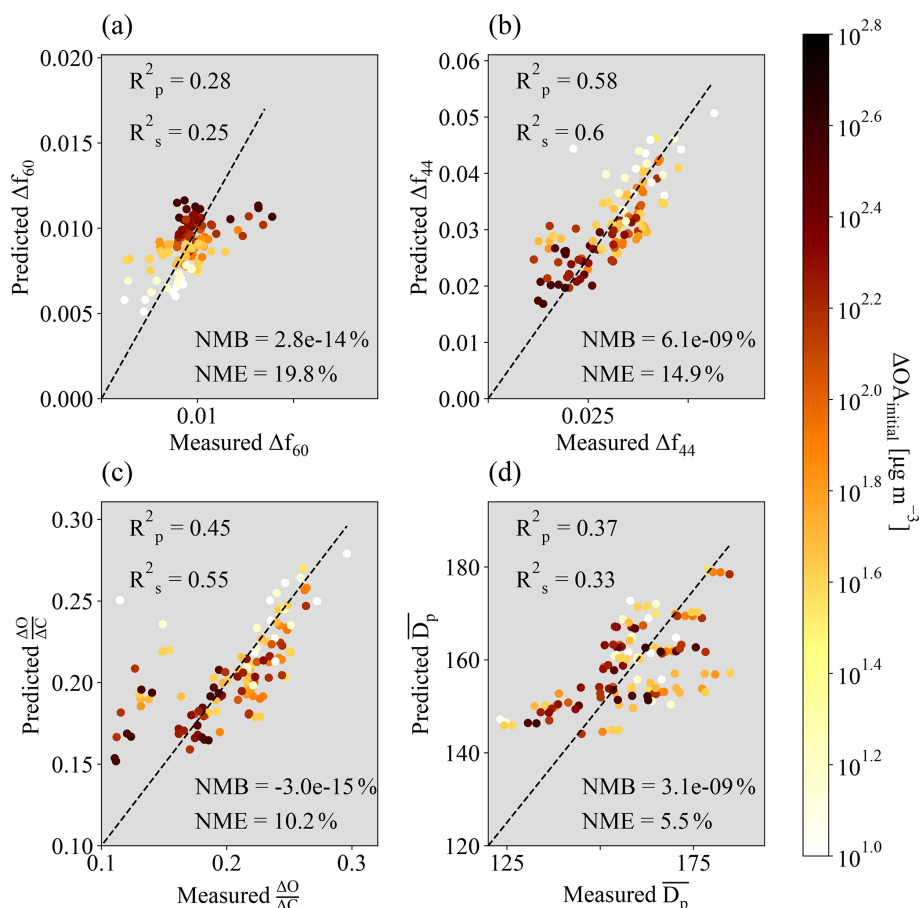 (a)
0.020
0.015
0.010
0.005
0.000
Predicted Δf₆₀
R²ₚ = 0.28
R²ₛ = 0.25
NMB = 2.8e-14%
NME = 19.8%
0.01
Measured Δf₆₀
(b)
0.06
0.05
0.04
0.03
0.02
0.01
0.00
Predicted Δf₄₄
R²ₚ = 0.58
R²ₛ = 0.6
NMB = 6.1e-09%
NME = 14.9%
0.025
Measured Δf₄₄
(c)
0.30
0.25
0.20
0.15
0.10
Predicted ΔO/ΔC
R²ₚ = 0.45
R²ₛ = 0.55
NMB = -3.0e-15%
NME = 10.2%
0.1 0.2 0.3
Measured ΔO/ΔC
(d)
180
160
140
120
Predicted D̅ₚ
R²ₚ = 0.37
R²ₛ = 0.33
NMB = 3.1e-09%
NME = 5.5%
125 175
Measured D̅ₚ
10^2.8
10^2.6
10^2.4
10^2.2
10^2.0
10^1.8
10^1.6
10^1.4
10^1.2
10^1.0
ΔOA_initial [μg m⁻³]